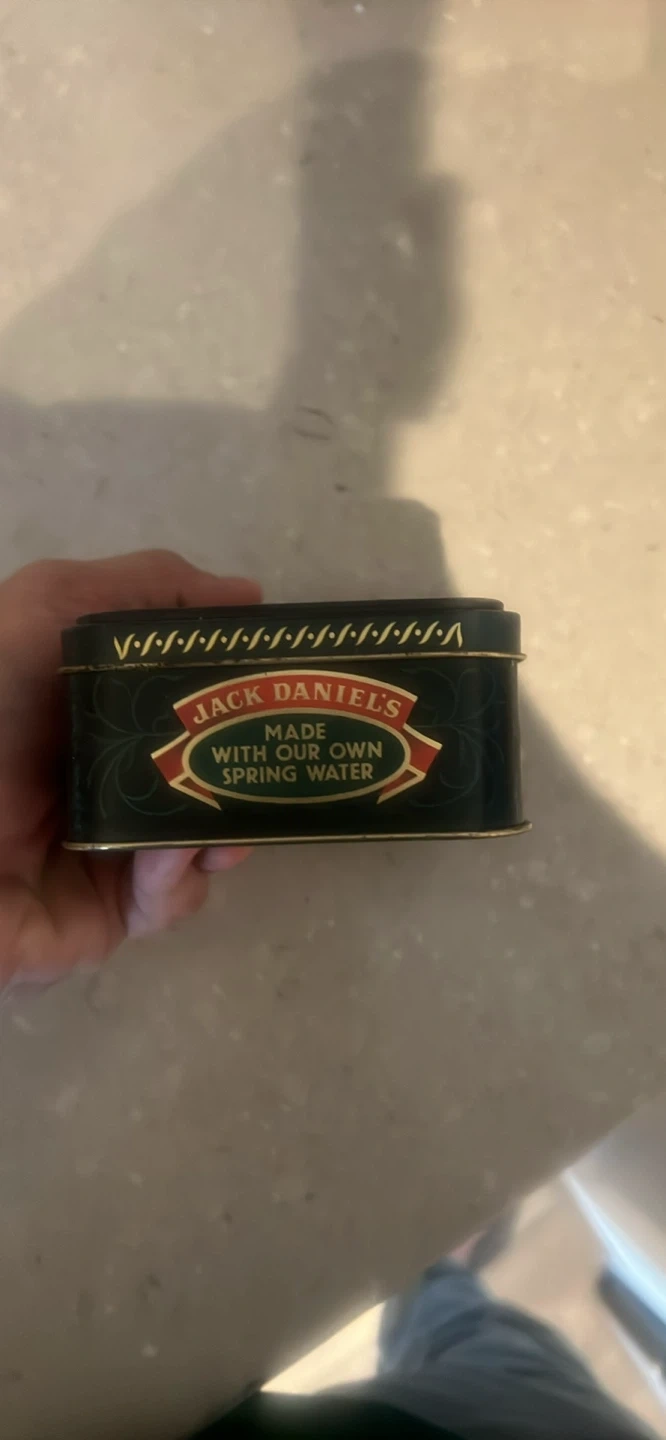 JACK DANIEL'S
MADE
WITH OUR OWN
SPRING WATER